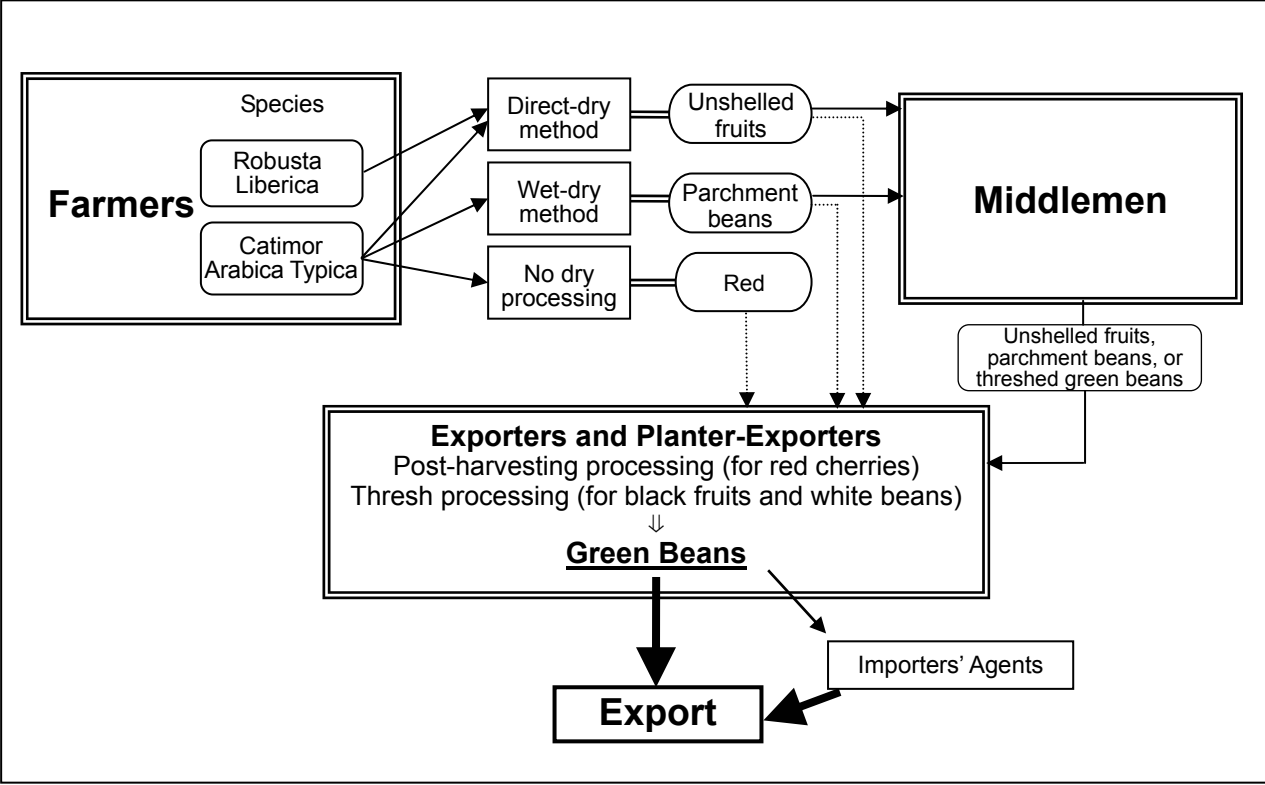 Species
Farmers
Robusta
Liberica
Catimor
Arabica Typica
Direct-dry
method
Wet-dry
method
No dry
processing
Unshelled
fruits
Parchment
beans
Red
Middlemen
Unshelled fruits,
parchment beans, or
threshed green beans
Exporters and Planter-Exporters
Post-harvesting processing (for red cherries)
Thresh processing (for black fruits and white beans)
⇓
Green Beans
Importers’ Agents
Export